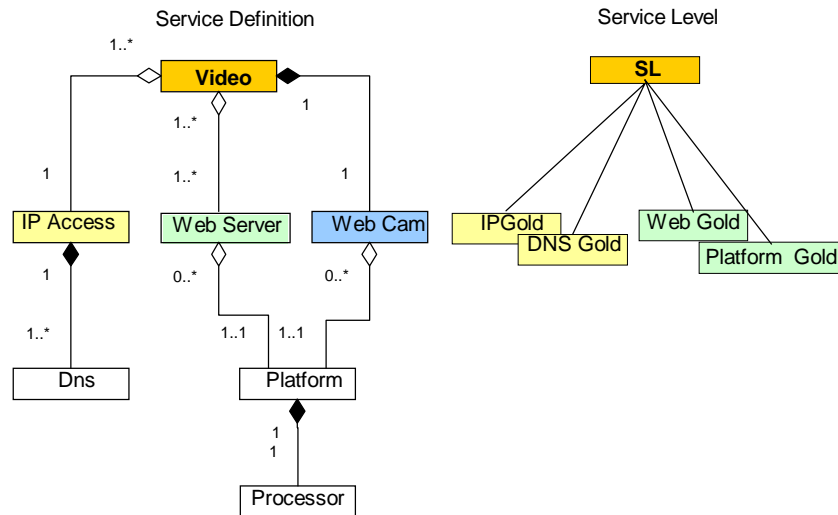 Service Definition
Service Level
1..*
Video
SL
1..*
1
1
1..*
1
IP Access
Web Server
Web Cam
IPGold
Web Gold
DNS Gold
Platform Gold
1
0..*
0..*
1..*
1..1
1..1
Dns
Platform
1
1
Processor